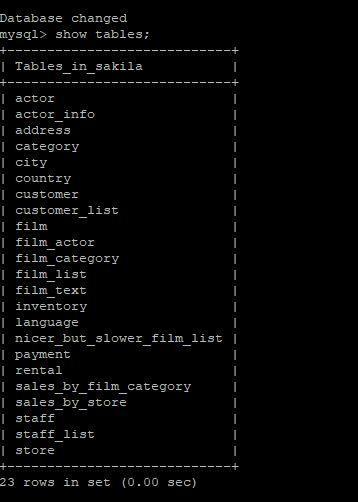 Database changed
mysql> show tables;
+----------------------------+
| Tables_in_sakila           |
+----------------------------+
| actor                      |
| actor_info                 |
| address                    |
| category                   |
| city                       |
| country                    |
| customer                   |
| customer_list              |
| film                       |
| film_actor                 |
| film_category              |
| film_list                  |
| film_text                  |
| inventory                  |
| language                   |
| nicer_but_slower_film_list |
| payment                    |
| rental                     |
| sales_by_film_category     |
| sales_by_store             |
| staff                      |
| staff_list                 |
| store                      |
+----------------------------+
23 rows in set (0.00 sec)